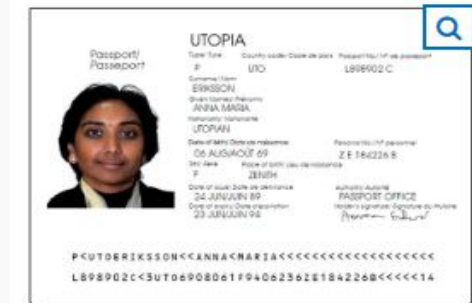 UTOPIA
Passport/
Passeport
Type/ Type Country code/ Code de pays Passport No./ N° de passeport
P UTO L898902 C
Surname/ Nom
ERIKSSON
Given names/ Prénoms
ANNA MARIA
Nationality/ Nationalité
UTOPIAN
Date of Birth/ Date de naissance Personal No./ N° personnel
06 AUG/AOÛT 69 Z E 184226 B
Sex/ Sexe Place of birth/ Lieu de naissance
F ZENITH
Date of issue/ Date de délivrance Authority/ Autorité
24 JUN/JUIN 89 PASSPORT OFFICE
Date of expiry/ Date d'expiration Holder's signature/ Signature du titulaire
23 JUN/JUIN 94
P<UTOERIKSSON<<ANNA<MARIA<<<<<<<<<<<<<<<<<<<
L898902C<3UTO6908061F9406236ZE184226B<<<<<14